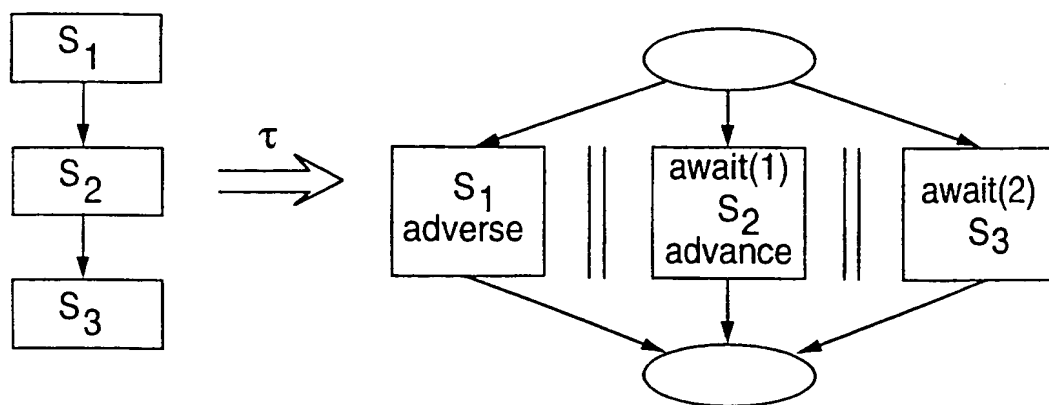 S1
S2
S3
τ
S1
adverse
await(1)
S2
advance
await(2)
S3